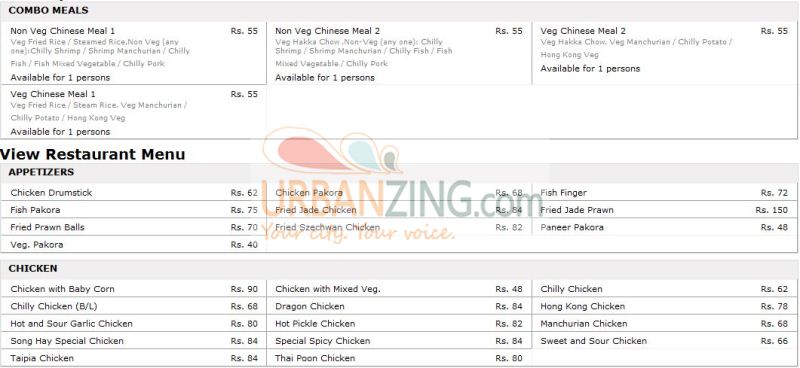 COMBO MEALS
Non Veg Chinese Meal 1 Rs. 55
Veg Fried Rice / Steamed Rice,Non Veg (any
one):Chilly Shrimp / Shrimp Manchurian / Chilly
Fish / Fish Mixed Vegetable / Chilly Pork
Available for 1 persons
Non Veg Chinese Meal 2 Rs. 55
Veg Hakka Chow .Non-Veg (any one): Chilly
Shrimp / Shrimp Manchurian / Chilly Fish / Fish
Mixed Vegetable / Chilly Pork
Available for 1 persons
Veg Chinese Meal 2 Rs. 55
Veg Hakka Chow. Veg Manchurian / Chilly Potato /
Hong Kong Veg
Available for 1 persons
Veg Chinese Meal 1 Rs. 55
Veg Fried Rice / Steam Rice. Veg Manchurian /
Chilly Potato / Hong Kong Veg
Available for 1 persons
View Restaurant Menu
APPETIZERS
Chicken Drumstick Rs. 62 Chicken Pakora Rs. 68 Fish Finger Rs. 72
Fish Pakora Rs. 75 Fried Jade Chicken Rs. 84 Fried Jade Prawn Rs. 150
Fried Prawn Balls Rs. 70 Fried Szechwan Chicken Rs. 82 Paneer Pakora Rs. 48
Veg. Pakora Rs. 40
URBANZING.com
Your city. Your voice.
CHICKEN
Chicken with Baby Corn Rs. 90 Chicken with Mixed Veg. Rs. 48 Chilly Chicken Rs. 62
Chilly Chicken (B/L) Rs. 68 Dragon Chicken Rs. 84 Hong Kong Chicken Rs. 78
Hot and Sour Garlic Chicken Rs. 80 Hot Pickle Chicken Rs. 82 Manchurian Chicken Rs. 68
Song Hay Special Chicken Rs. 84 Special Spicy Chicken Rs. 84 Sweet and Sour Chicken Rs. 66
Taipia Chicken Rs. 84 Thai Poon Chicken Rs. 80